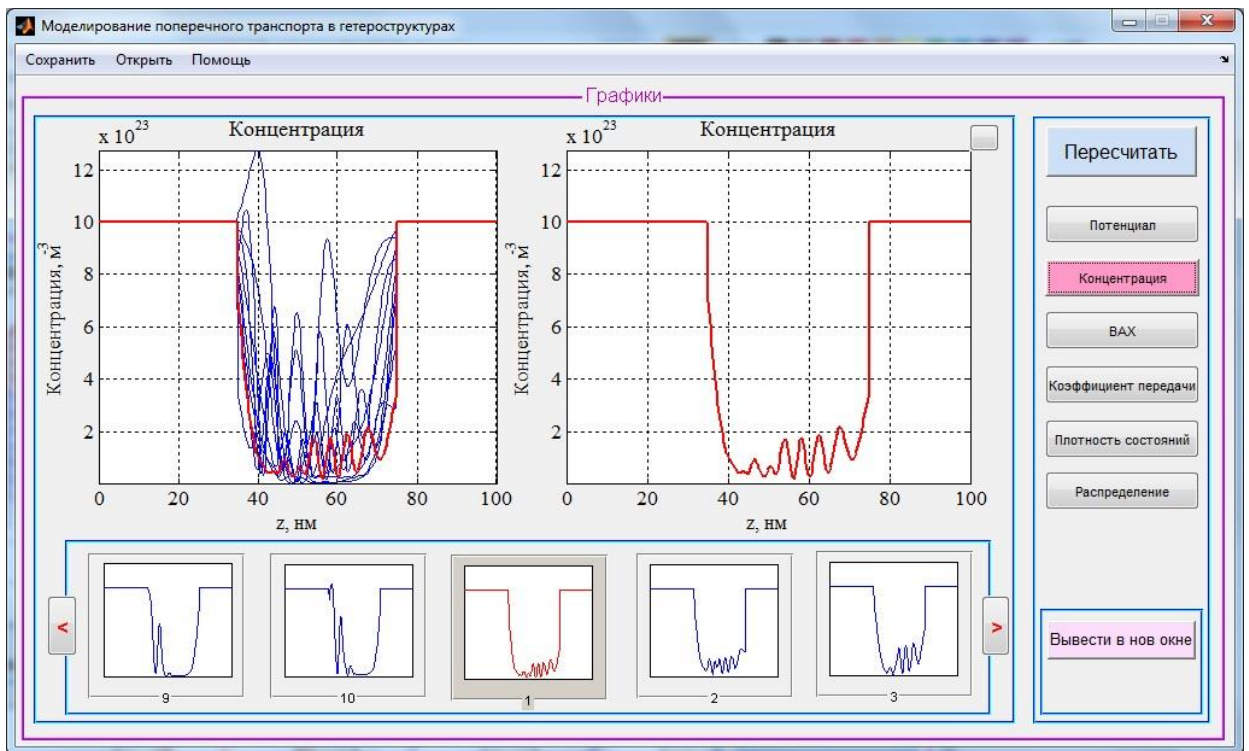 Моделирование поперечного транспорта в гетероструктурах
Сохранить Открыть Помощь
Графики
x 10^23 Концентрация
Концентрация, м^-3
12
10
8
6
4
2
0 20 40 60 80 100
z, нм
x 10^23 Концентрация
Концентрация, м^-3
12
10
8
6
4
2
0 20 40 60 80 100
z, нм
<
9
10
1
2
3
>
Пересчитать
Потенциал
Концентрация
ВАХ
Коэффициент передачи
Плотность состояний
Распределение
Вывести в нов окне